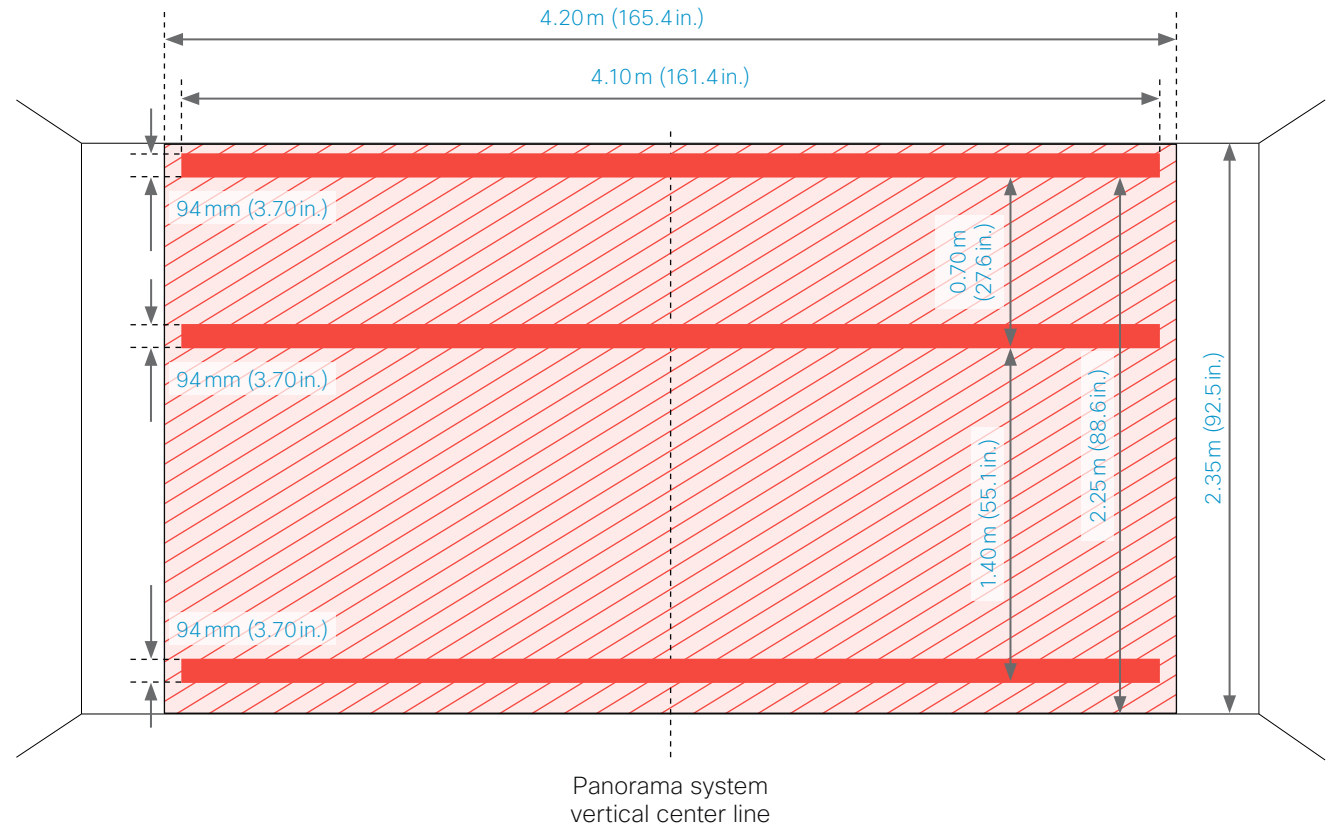 4.20 m (165.4 in.)
4.10 m (161.4 in.)
94 mm (3.70 in.)
0.70 m
(27.6 in.)
94 mm (3.70 in.)
1.40 m (55.1 in.)
2.25 m (88.6 in.)
2.35 m (92.5 in.)
94 mm (3.70 in.)
Panorama system
vertical center line